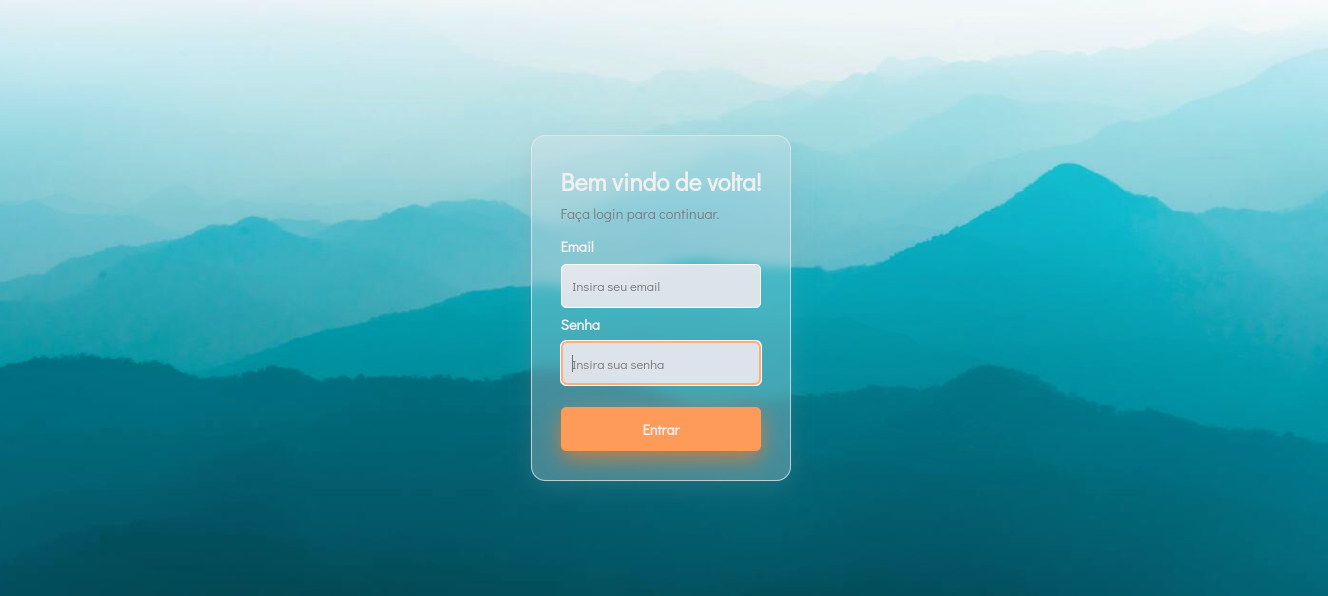 Bem vindo de volta!
Faça login para continuar.
Email
Insira seu email
Senha
Insira sua senha
Entrar